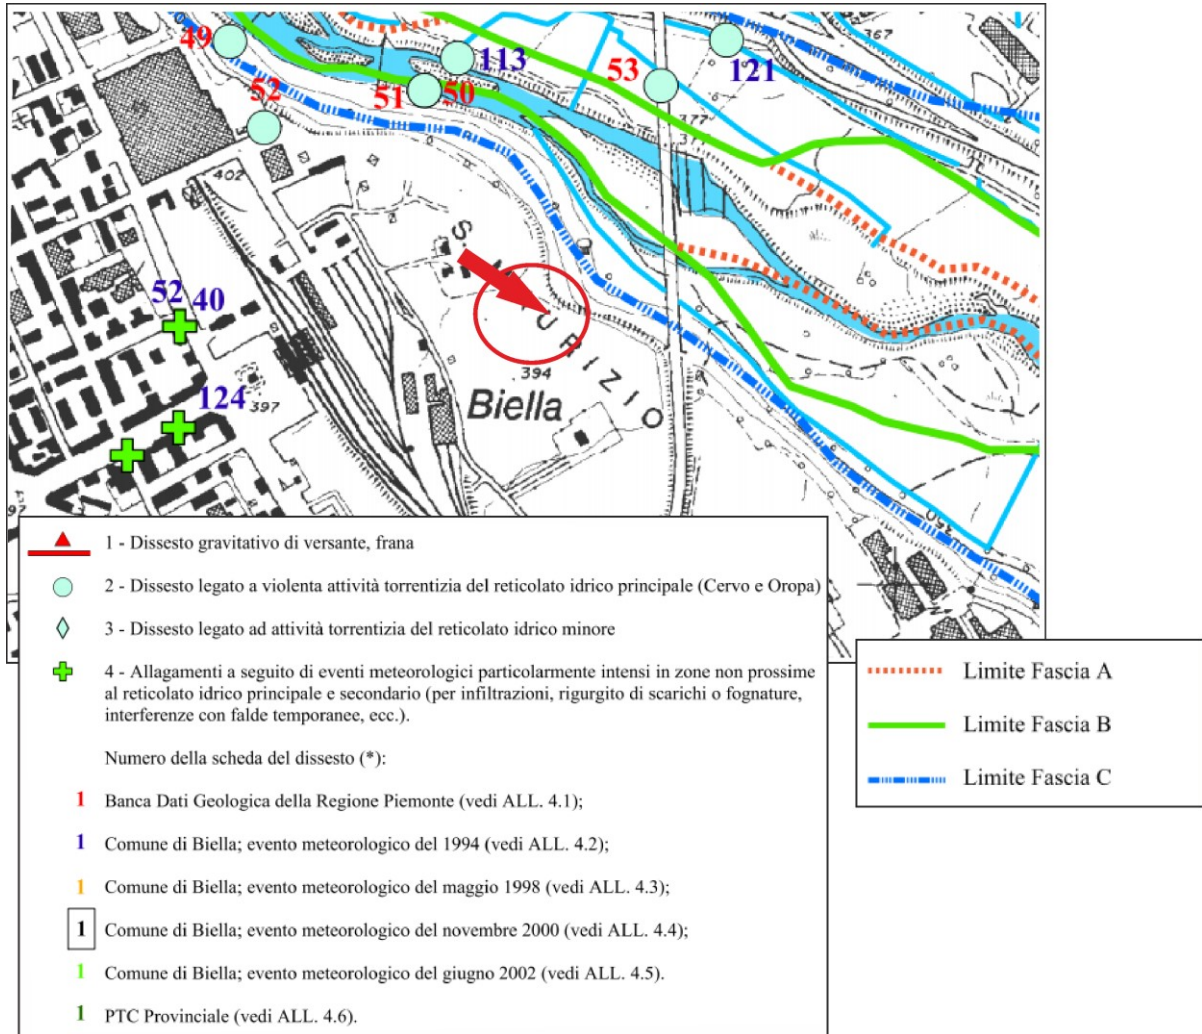 367
49
113
121
53
52
51
50
377
402
S. MAURIZIO
52
40
394
Biella
124
397
350
1 - Dissesto gravitativo di versante, frana
2 - Dissesto legato a violenta attività torrentizia del reticolato idrico principale (Cervo e Oropa)
3 - Dissesto legato ad attività torrentizia del reticolato idrico minore
4 - Allagamenti a seguito di eventi meteorologici particolarmente intensi in zone non prossime
al reticolato idrico principale e secondario (per infiltrazioni, rigurgito di scarichi o fognature,
interferenze con falde temporanee, ecc.).
Numero della scheda del dissesto (*):
1 Banca Dati Geologica della Regione Piemonte (vedi ALL. 4.1);
1 Comune di Biella; evento meteorologico del 1994 (vedi ALL. 4.2);
1 Comune di Biella; evento meteorologico del maggio 1998 (vedi ALL. 4.3);
1 Comune di Biella; evento meteorologico del novembre 2000 (vedi ALL. 4.4);
1 Comune di Biella; evento meteorologico del giugno 2002 (vedi ALL. 4.5).
1 PTC Provinciale (vedi ALL. 4.6).
Limite Fascia A
Limite Fascia B
Limite Fascia C